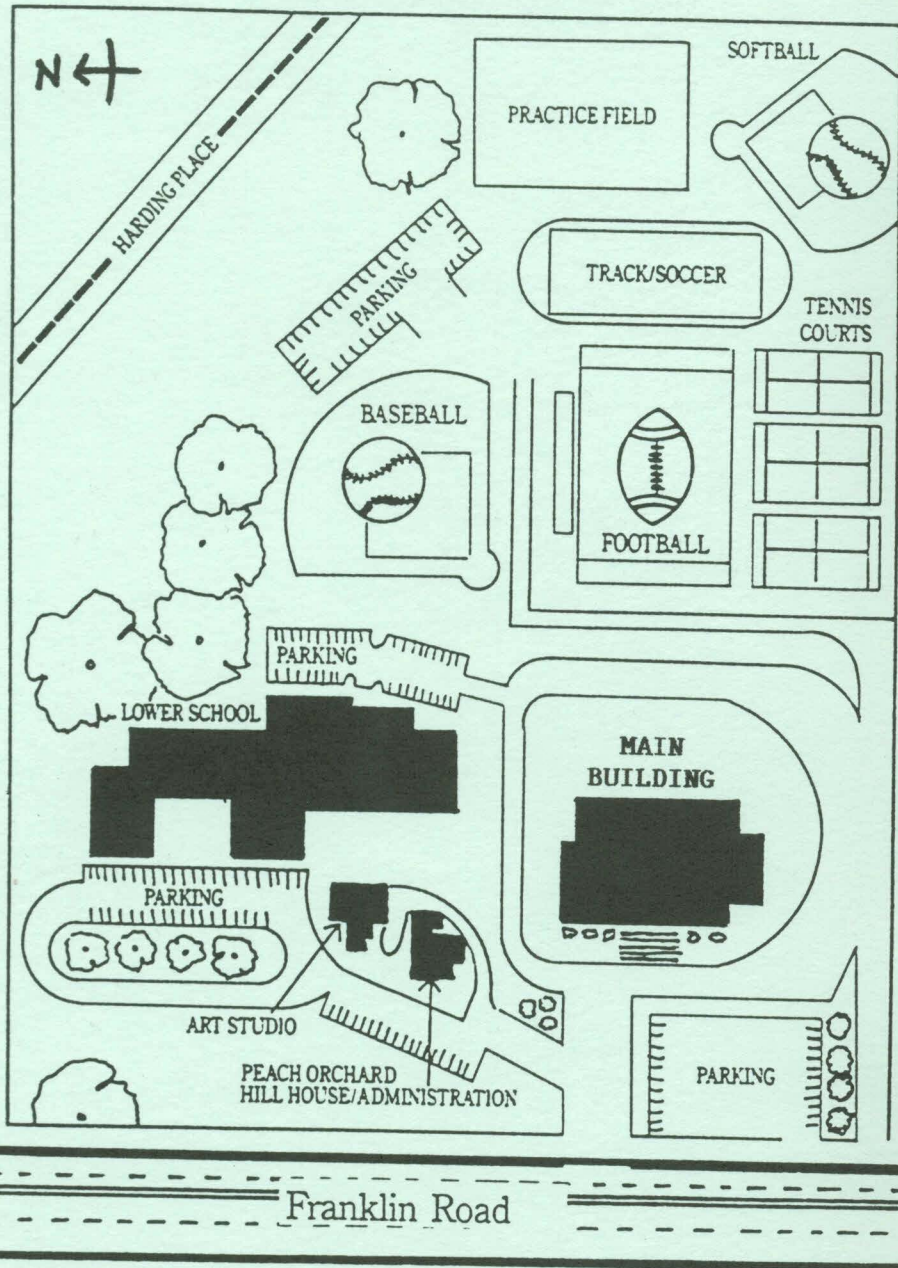 N
SOFTBALL
PRACTICE FIELD
HARDING PLACE
PARKING
TRACK/SOCCER
TENNIS
COURTS
BASEBALL
FOOTBALL
PARKING
LOWER SCHOOL
MAIN
BUILDING
PARKING
ART STUDIO
PEACH ORCHARD
HILL HOUSE/ADMINISTRATION
PARKING
Franklin Road